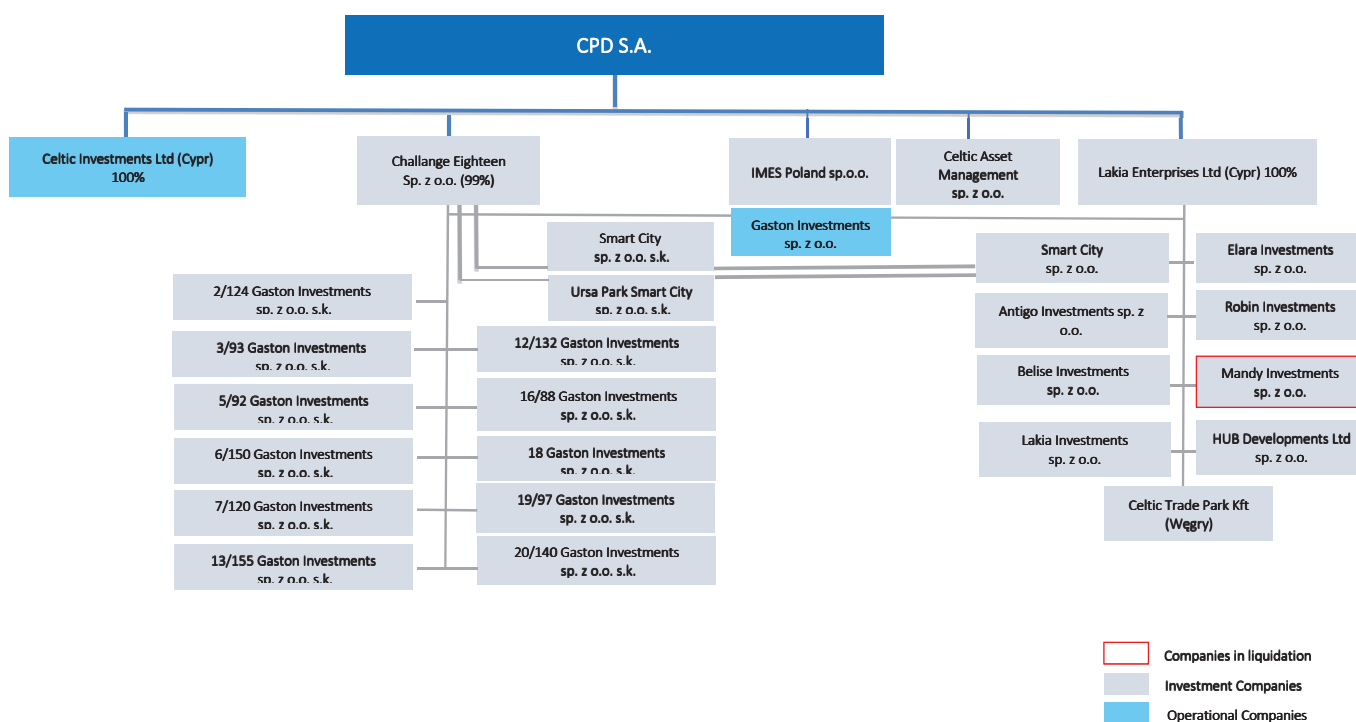 CPD S.A.
Celtic Investments Ltd (Cypr)
100%
Challange Eighteen
Sp. z o.o. (99%)
IMES Poland sp.o.o.
Celtic Asset
Management
sp. z o.o.
Lakia Enterprises Ltd (Cypr) 100%
Gaston Investments
sp. z o.o.
Smart City
sp. z o.o. s.k.
Ursa Park Smart City
sp. z o.o. s.k.
2/124 Gaston Investments
sp. z o.o. s.k.
3/93 Gaston Investments
sp. z o.o. s.k.
5/92 Gaston Investments
sp. z o.o. s.k.
6/150 Gaston Investments
sp. z o.o. s.k.
7/120 Gaston Investments
sp. z o.o. s.k.
13/155 Gaston Investments
sp. z o.o. s.k.
12/132 Gaston Investments
sp. z o.o. s.k.
16/88 Gaston Investments
sp. z o.o. s.k.
18 Gaston Investments
sp. z o.o. s.k.
19/97 Gaston Investments
sp. z o.o. s.k.
20/140 Gaston Investments
sp. z o.o. s.k.
Smart City
sp. z o.o.
Antigo Investments sp. z
o.o.
Belise Investments
sp. z o.o.
Lakia Investments
sp. z o.o.
Elara Investments
sp. z o.o.
Robin Investments
sp. z o.o.
Mandy Investments
sp. z o.o.
HUB Developments Ltd
sp. z o.o.
Celtic Trade Park Kft
(Węgry)
Companies in liquidation
Investment Companies
Operational Companies